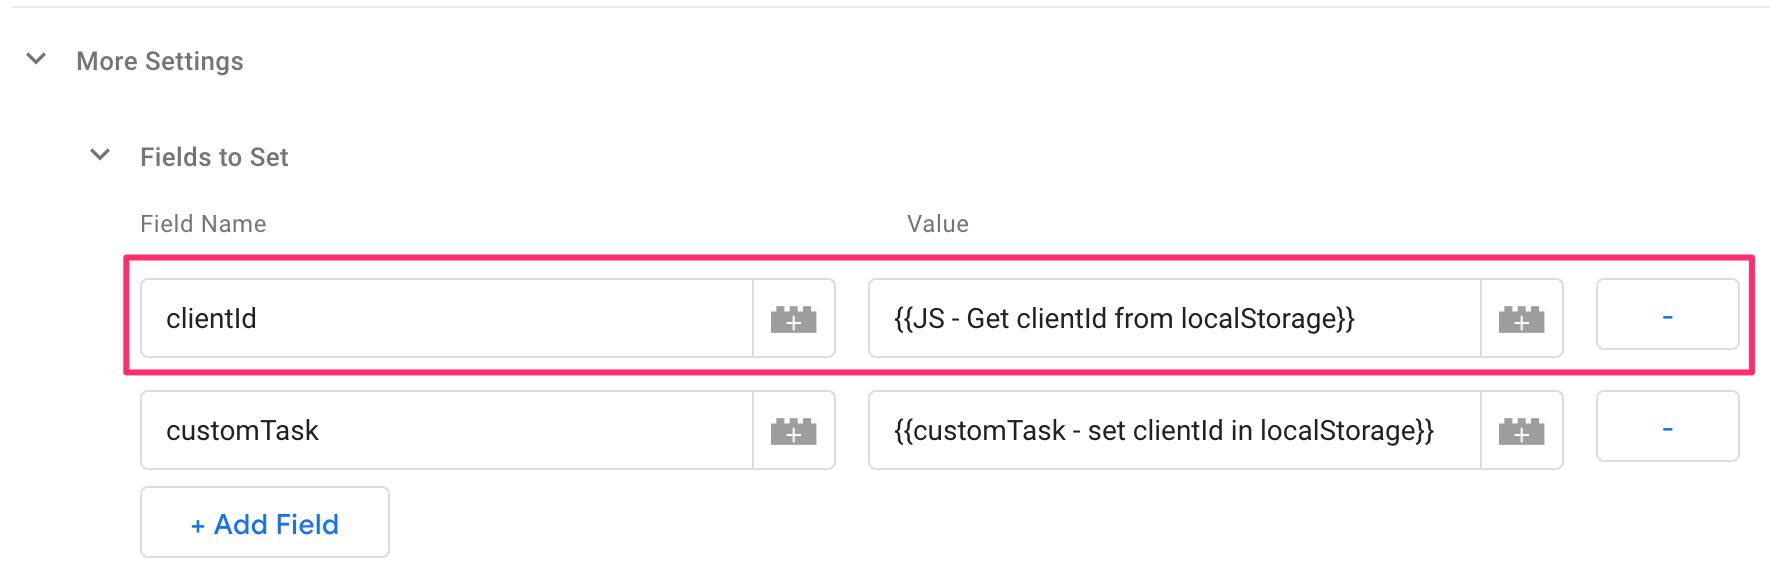 More Settings
Fields to Set
Field Name Value
clientId {{JS - Get clientId from localStorage}} -
customTask {{customTask - set clientId in localStorage}} -
+ Add Field